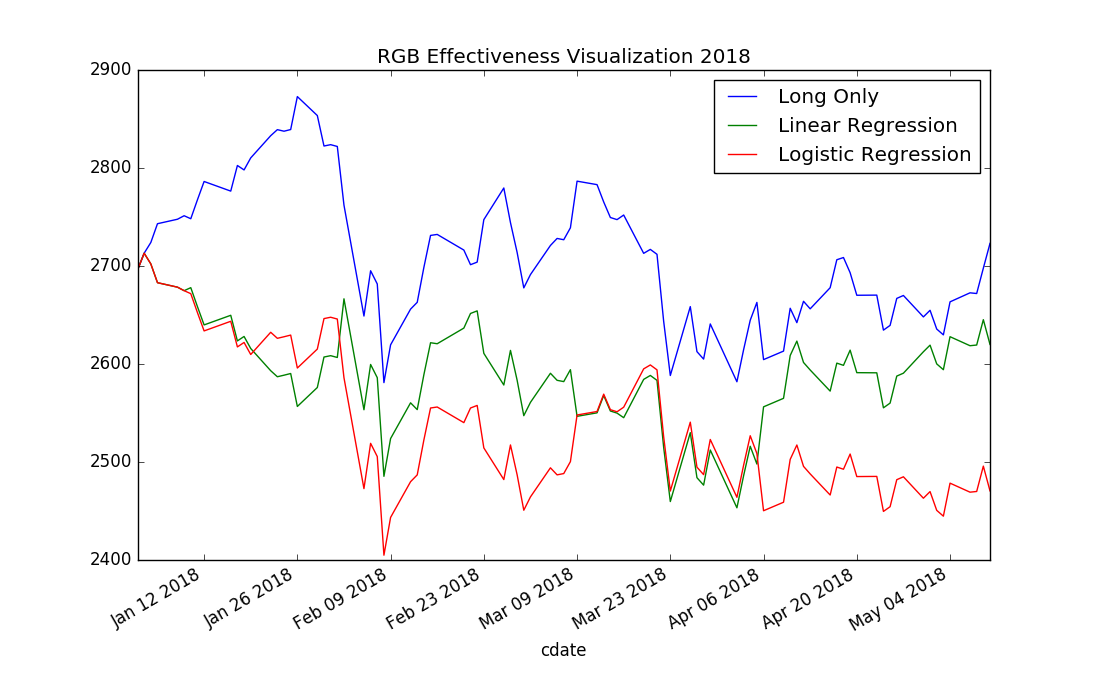 RGB Effectiveness Visualization 2018
2900
2800
2700
2600
2500
2400
Long Only
Linear Regression
Logistic Regression
Jan 12 2018
Jan 26 2018
Feb 09 2018
Feb 23 2018
Mar 09 2018
Mar 23 2018
Apr 06 2018
Apr 20 2018
May 04 2018
cdate